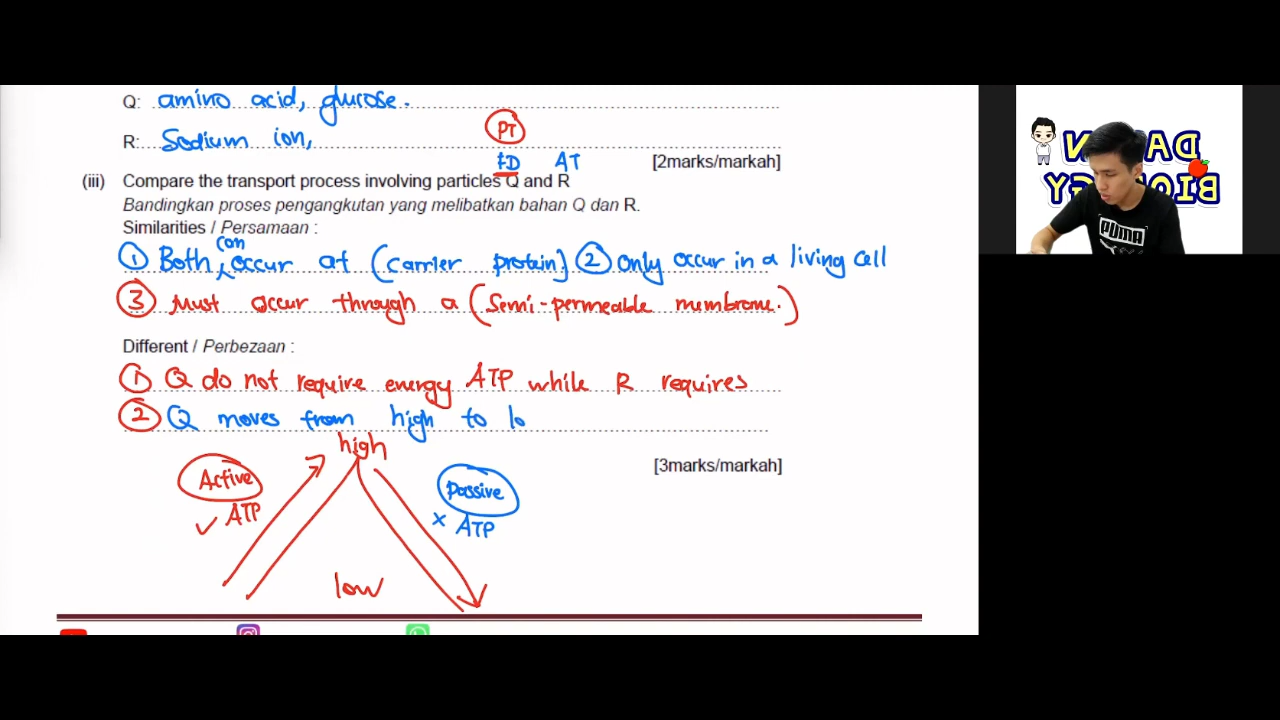 Q: amino acid, glucose.
R: Sodium ion,
PT
FD AT
[2marks/markah]
(iii) Compare the transport process involving particles Q and R
Bandingkan proses pengangkutan yang melibatkan bahan Q dan R.
Similarities / Persamaan :
① Both can occur at (carrier protein] ② Only occur in a living cell
③ Must occur through a (semi-permeable membrane.)
Different / Perbezaan :
① Q do not require energy ATP while R requires
② Q moves from high to lo
[3marks/markah]
high
Active
✓ ATP
Passive
× ATP
low
PUMA